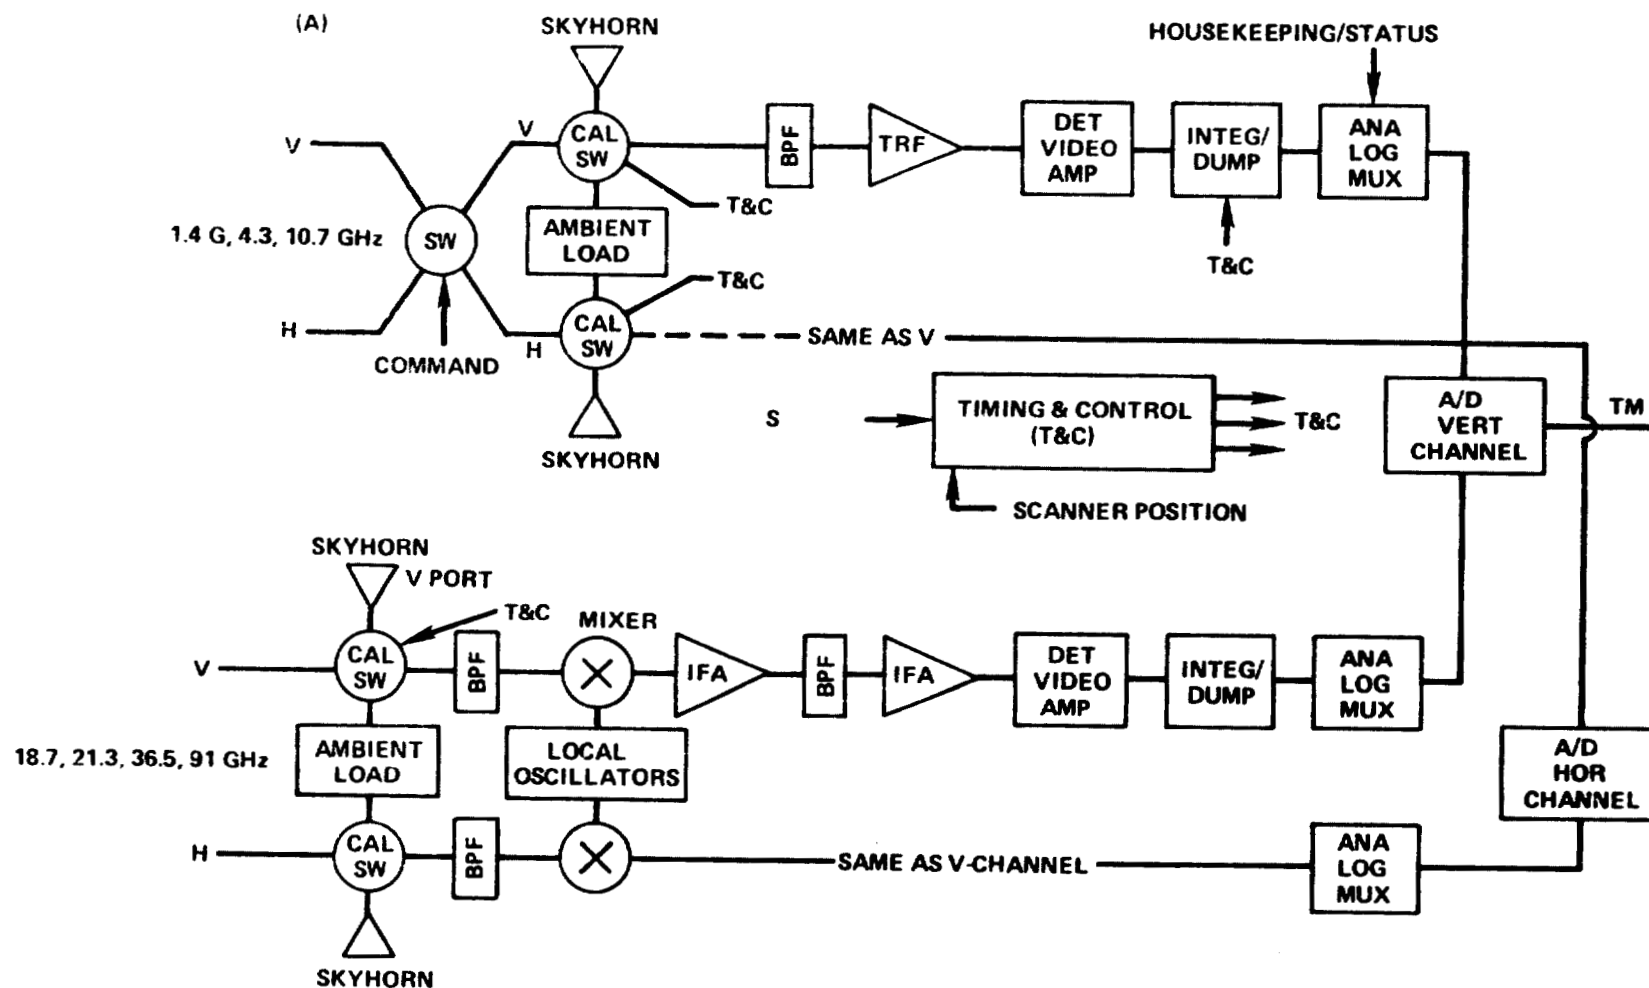 (A)
SKYHORN
HOUSEKEEPING/STATUS
V
V
CAL
SW
BPF
TRF
DET
VIDEO
AMP
INTEG/
DUMP
ANA
LOG
MUX
T&C
1.4 G, 4.3, 10.7 GHz
SW
AMBIENT
LOAD
T&C
T&C
H
COMMAND
H
CAL
SW
SAME AS V
SKYHORN
S
TIMING & CONTROL
(T&C)
T&C
A/D
VERT
CHANNEL
TM
SCANNER POSITION
SKYHORN
V PORT
T&C
MIXER
V
CAL
SW
BPF
IFA
BPF
IFA
DET
VIDEO
AMP
INTEG/
DUMP
ANA
LOG
MUX
18.7, 21.3, 36.5, 91 GHz
AMBIENT
LOAD
LOCAL
OSCILLATORS
A/D
HOR
CHANNEL
H
CAL
SW
BPF
SAME AS V-CHANNEL
ANA
LOG
MUX
SKYHORN